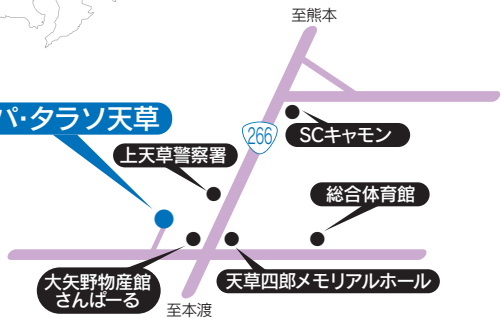 至熊本
パ・タラソ天草
266
SCキャモン
上天草警察署
総合体育館
大矢野物産館
さんぱーる
天草四郎メモリアルホール
至本渡